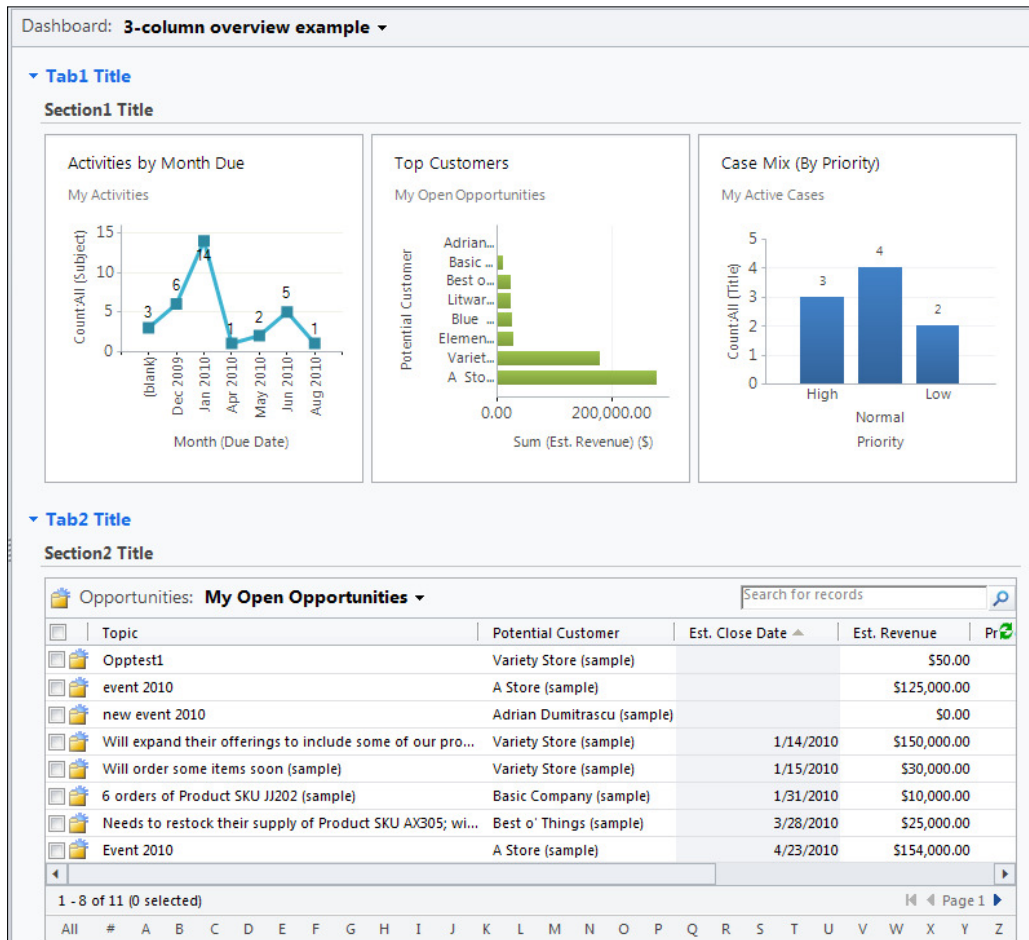 Dashboard: 3-column overview example
Tab1 Title
Section1 Title
Activities by Month Due
My Activities
Count:All (Subject)
15
10
5
0
3
6
14
1
2
5
1
(blank)
Dec 2009
Jan 2010
Apr 2010
May 2010
Jun 2010
Aug 2010
Month (Due Date)
Top Customers
My Open Opportunities
Potential Customer
Adrian...
Basic ...
Best o...
Litwar...
Blue ...
Elemen...
Variet...
A Sto...
0.00 200,000.00
Sum (Est. Revenue) ($)
Case Mix (By Priority)
My Active Cases
Count:All (Title)
5
4
3
2
1
0
3
4
2
High
Normal
Low
Priority
Tab2 Title
Section2 Title
Opportunities: My Open Opportunities Search for records
Topic Potential Customer Est. Close Date Est. Revenue Pr
Opptest1 Variety Store (sample) $50.00
event 2010 A Store (sample) $125,000.00
new event 2010 Adrian Dumitrascu (sample) $0.00
Will expand their offerings to include some of our pro... Variety Store (sample) 1/14/2010 $150,000.00
Will order some items soon (sample) Variety Store (sample) 1/15/2010 $30,000.00
6 orders of Product SKU JJ202 (sample) Basic Company (sample) 1/31/2010 $10,000.00
Needs to restock their supply of Product SKU AX305; wi... Best o' Things (sample) 3/28/2010 $25,000.00
Event 2010 A Store (sample) 4/23/2010 $154,000.00
1 - 8 of 11 (0 selected) Page 1
All # A B C D E F G H I J K L M N O P Q R S T U V W X Y Z